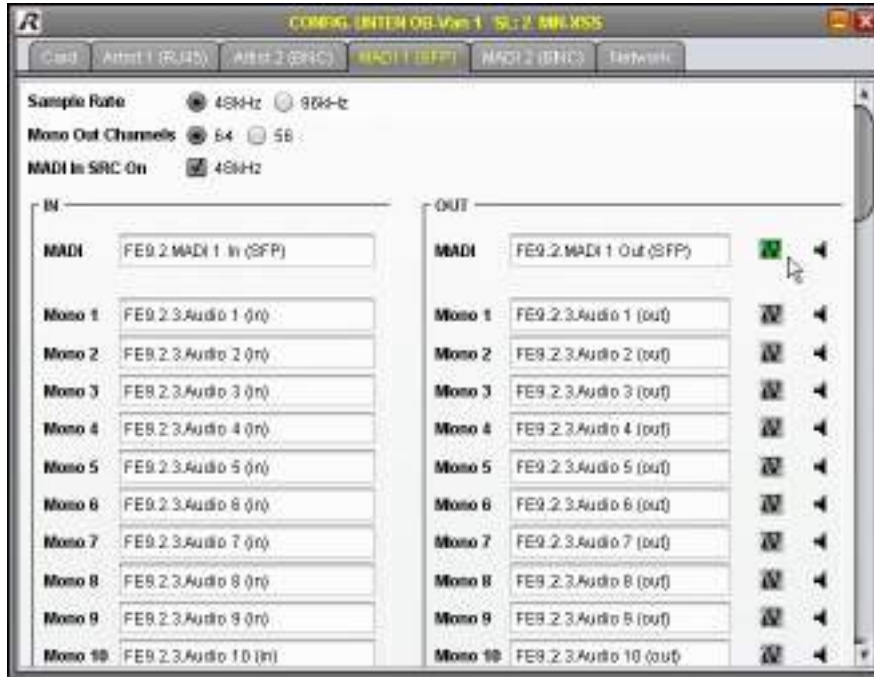 R CONFIG. UNTEN OB-Van 1 SL: 2 MN.XSS
Card Artist 1 (RJ45) Artist 2 (BNC) MADI 1 (SFP) MADI 2 (BNC) Network
Sample Rate 48kHz 96kHz
Mono Out Channels 64 56
MADI In SRC On 48kHz
IN OUT
MADI FE9.2.MADI 1 In (SFP) MADI FE9.2.MADI 1 Out (SFP)
Mono 1 FE9.2.3.Audio 1 (in) Mono 1 FE9.2.3.Audio 1 (out)
Mono 2 FE9.2.3.Audio 2 (in) Mono 2 FE9.2.3.Audio 2 (out)
Mono 3 FE9.2.3.Audio 3 (in) Mono 3 FE9.2.3.Audio 3 (out)
Mono 4 FE9.2.3.Audio 4 (in) Mono 4 FE9.2.3.Audio 4 (out)
Mono 5 FE9.2.3.Audio 5 (in) Mono 5 FE9.2.3.Audio 5 (out)
Mono 6 FE9.2.3.Audio 6 (in) Mono 6 FE9.2.3.Audio 6 (out)
Mono 7 FE9.2.3.Audio 7 (in) Mono 7 FE9.2.3.Audio 7 (out)
Mono 8 FE9.2.3.Audio 8 (in) Mono 8 FE9.2.3.Audio 8 (out)
Mono 9 FE9.2.3.Audio 9 (in) Mono 9 FE9.2.3.Audio 9 (out)
Mono 10 FE9.2.3.Audio 10 (in) Mono 10 FE9.2.3.Audio 10 (out)